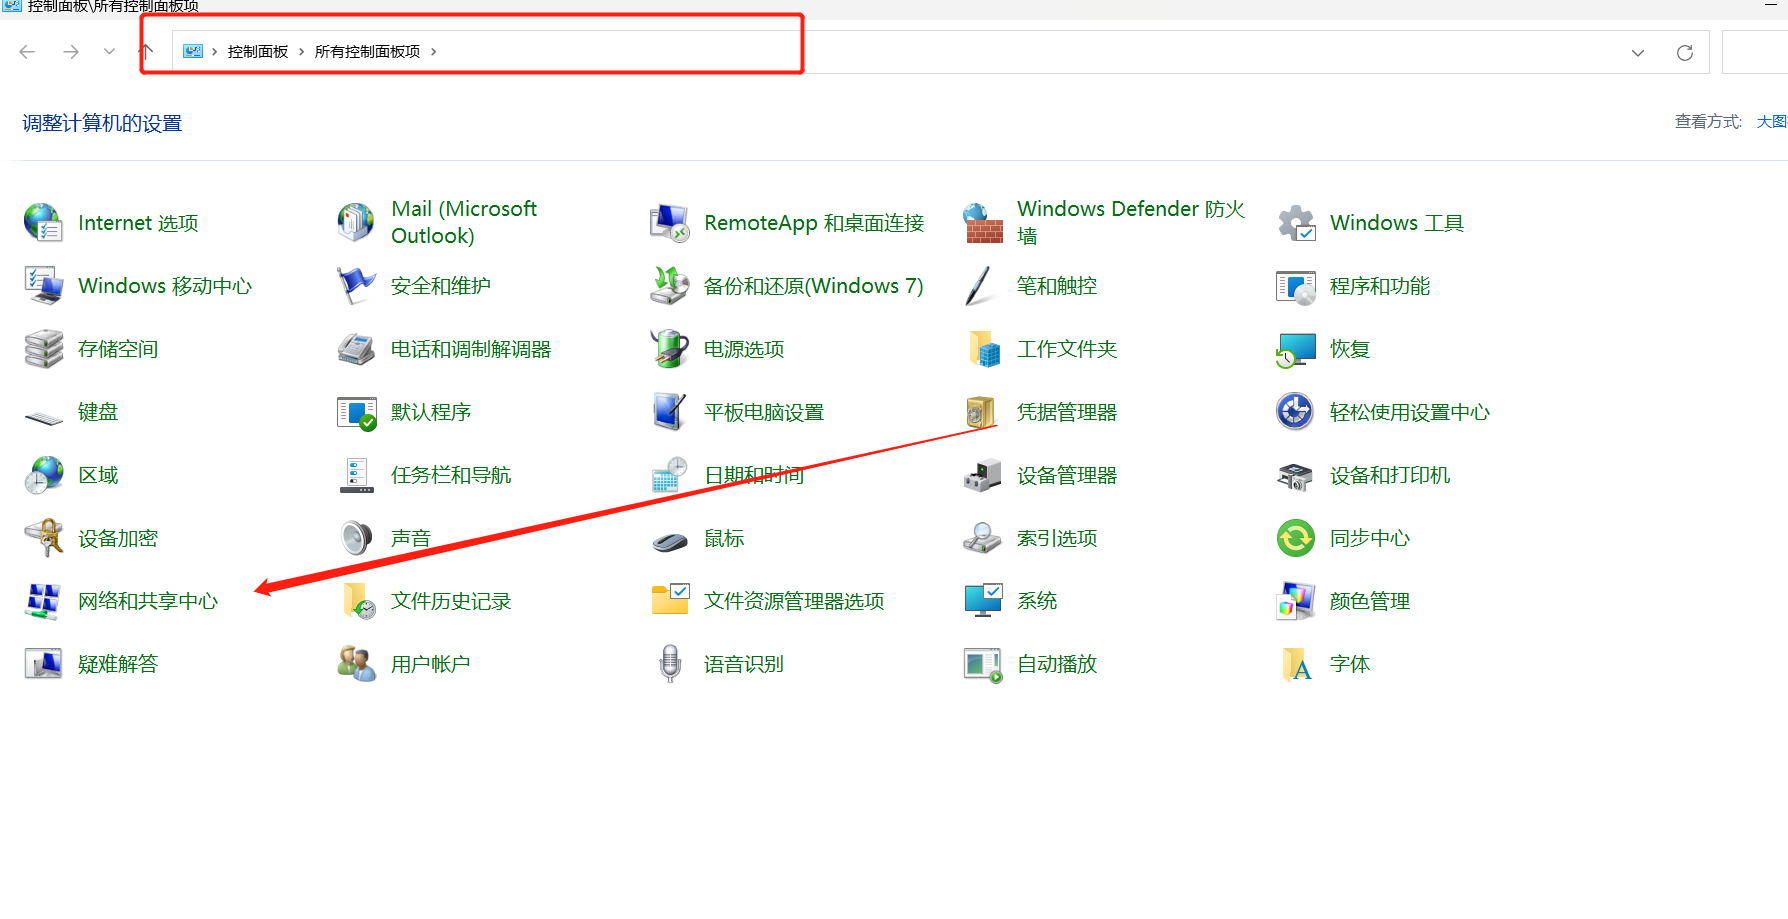 控制面板\所有控制面板项
控制面板 > 所有控制面板项 >
调整计算机的设置
查看方式: 大图
Internet 选项
Mail (Microsoft
Outlook)
RemoteApp 和桌面连接
Windows Defender 防火
墙
Windows 工具
Windows 移动中心
安全和维护
备份和还原(Windows 7)
笔和触控
程序和功能
存储空间
电话和调制解调器
电源选项
工作文件夹
恢复
键盘
默认程序
平板电脑设置
凭据管理器
轻松使用设置中心
区域
任务栏和导航
日期和时间
设备管理器
设备和打印机
设备加密
声音
鼠标
索引选项
同步中心
网络和共享中心
文件历史记录
文件资源管理器选项
系统
颜色管理
疑难解答
用户帐户
语音识别
自动播放
字体